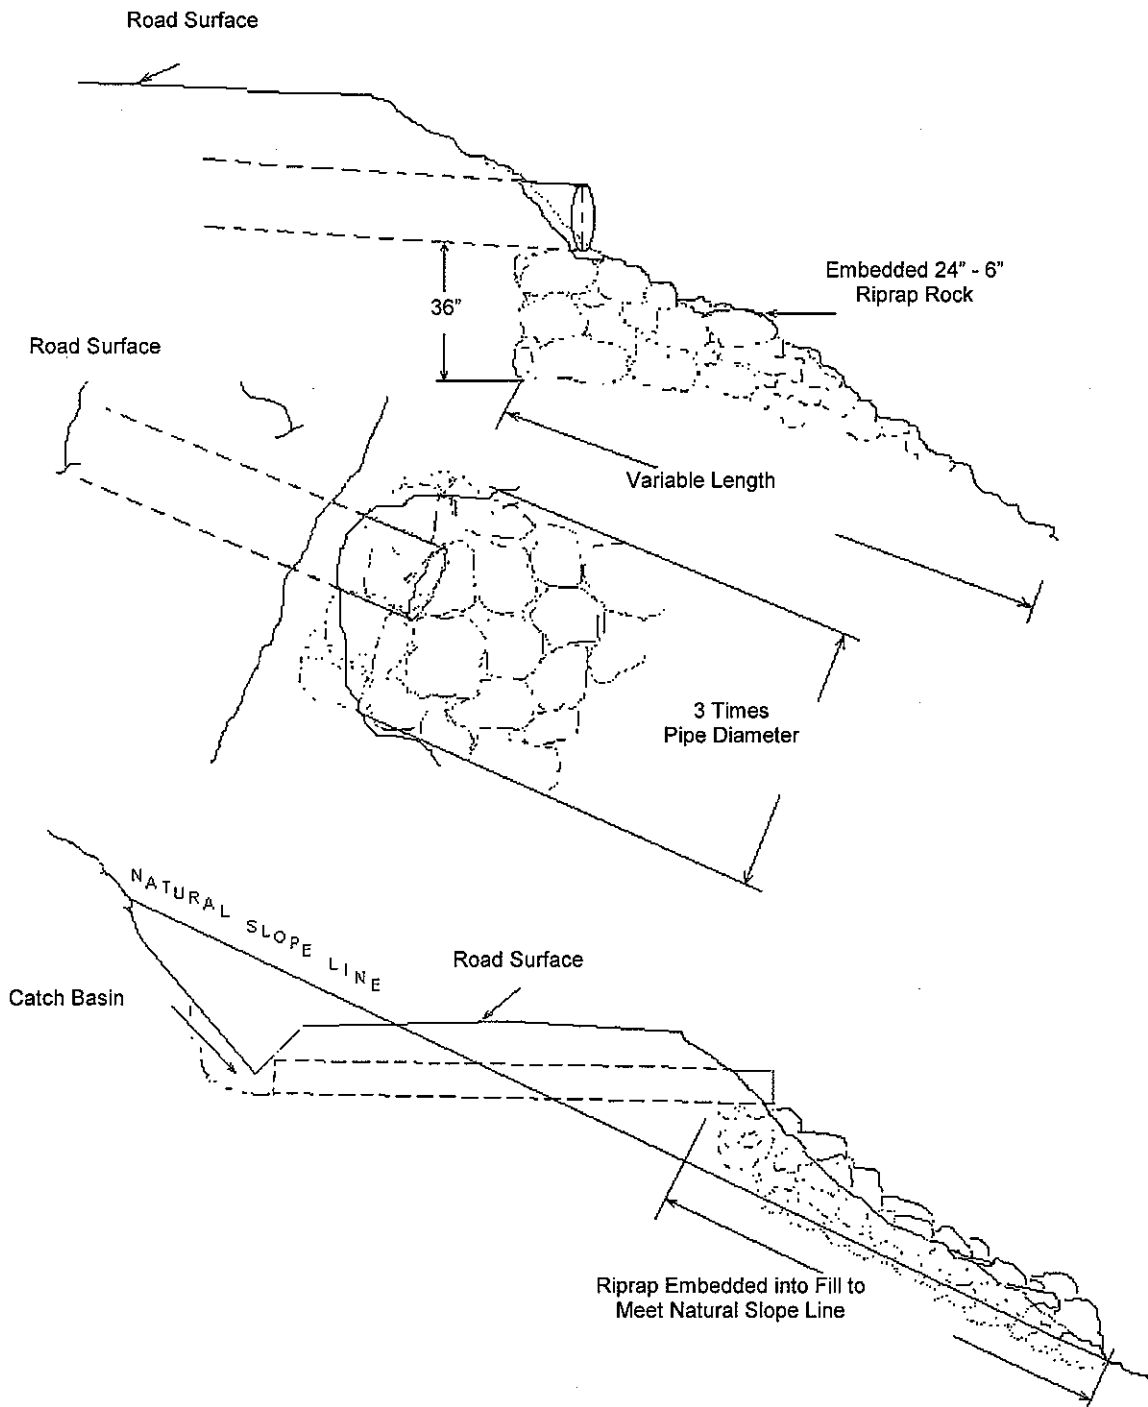 Road Surface
Embedded 24" - 6"
Riprap Rock
36"
Road Surface
Variable Length
3 Times
Pipe Diameter
NATURAL SLOPE LINE
Road Surface
Catch Basin
Riprap Embedded into Fill to
Meet Natural Slope Line